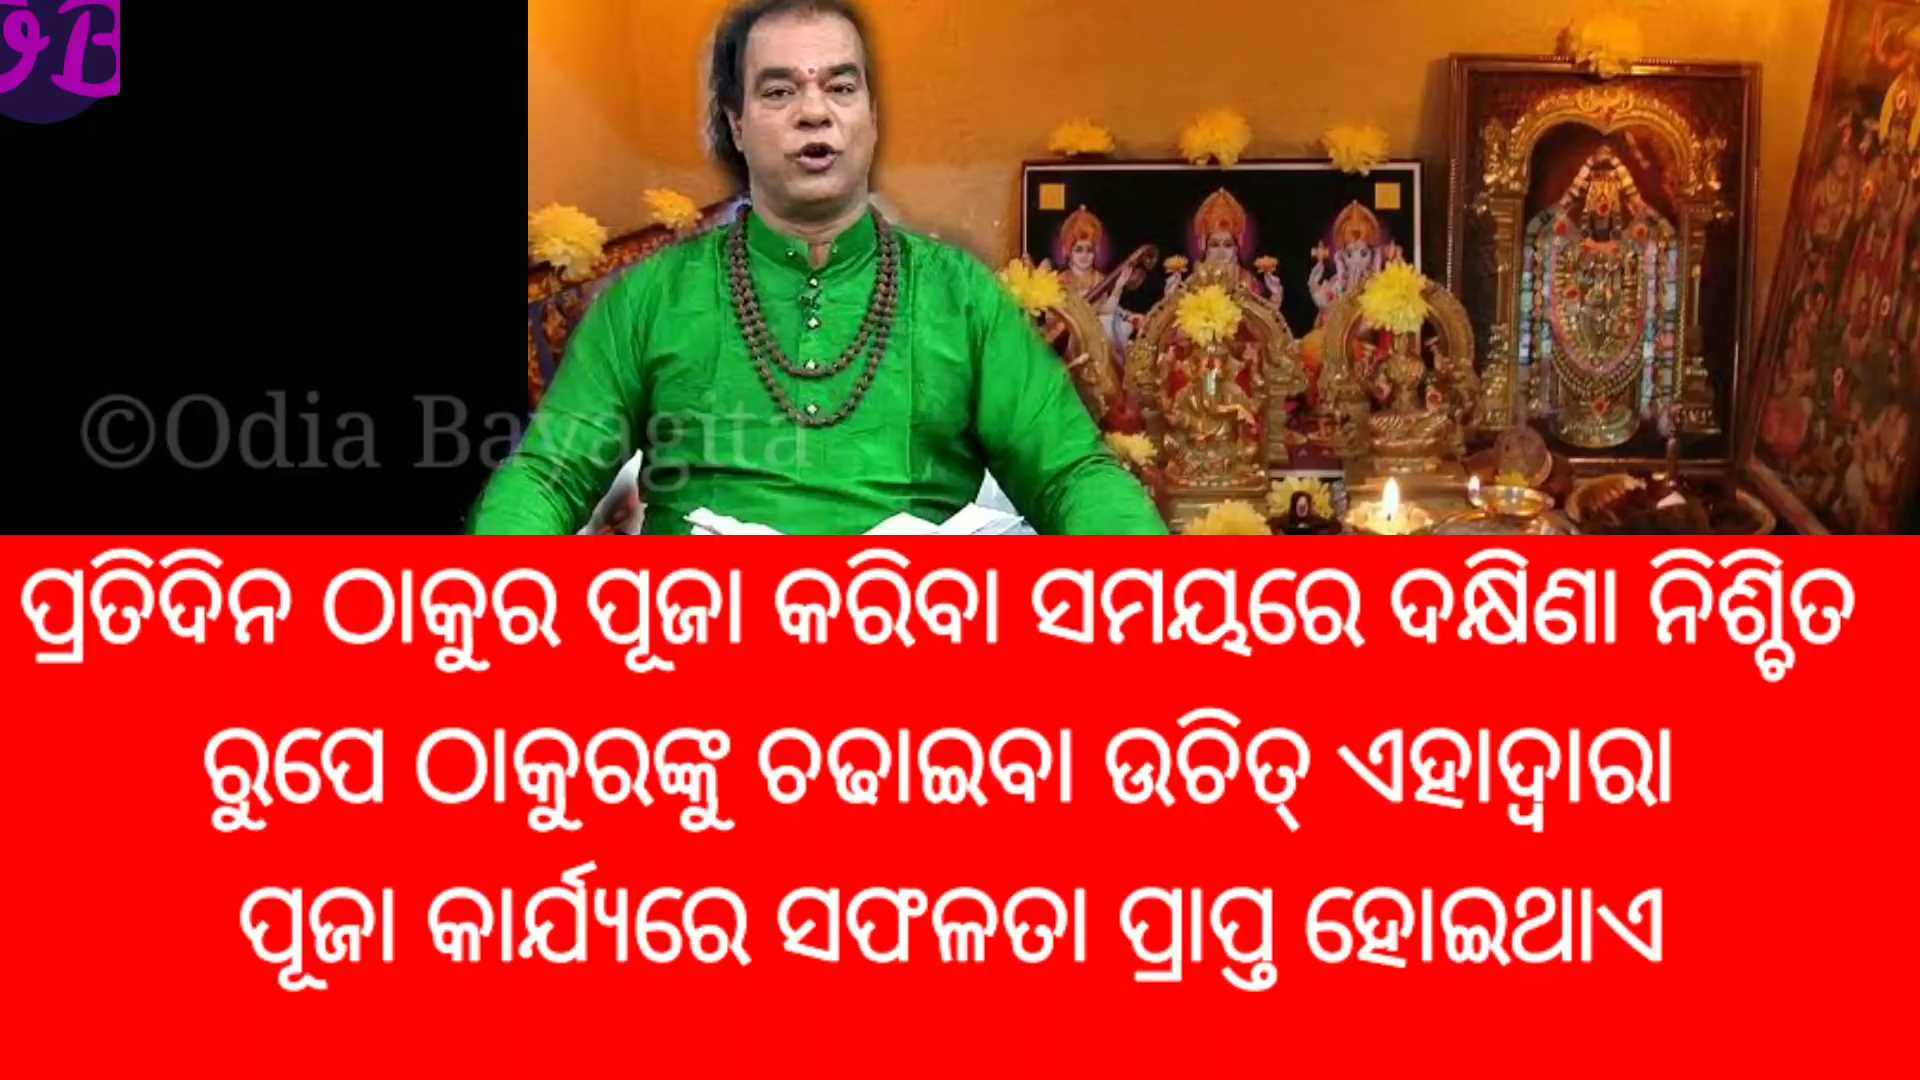 ©Odia Bayagita
ପ୍ରତିଦିନ ଠାକୁର ପୂଜା କରିବା ସମୟରେ ଦକ୍ଷିଣା ନିଶ୍ଚିତ
ରୁପେ ଠାକୁରଙ୍କୁ ଚଢାଇବା ଉଚିତ୍ ଏହାଦ୍ୱାରା
ପୂଜା କାର୍ଯ୍ୟରେ ସଫଳତା ପ୍ରାପ୍ତ ହୋଇଥାଏ